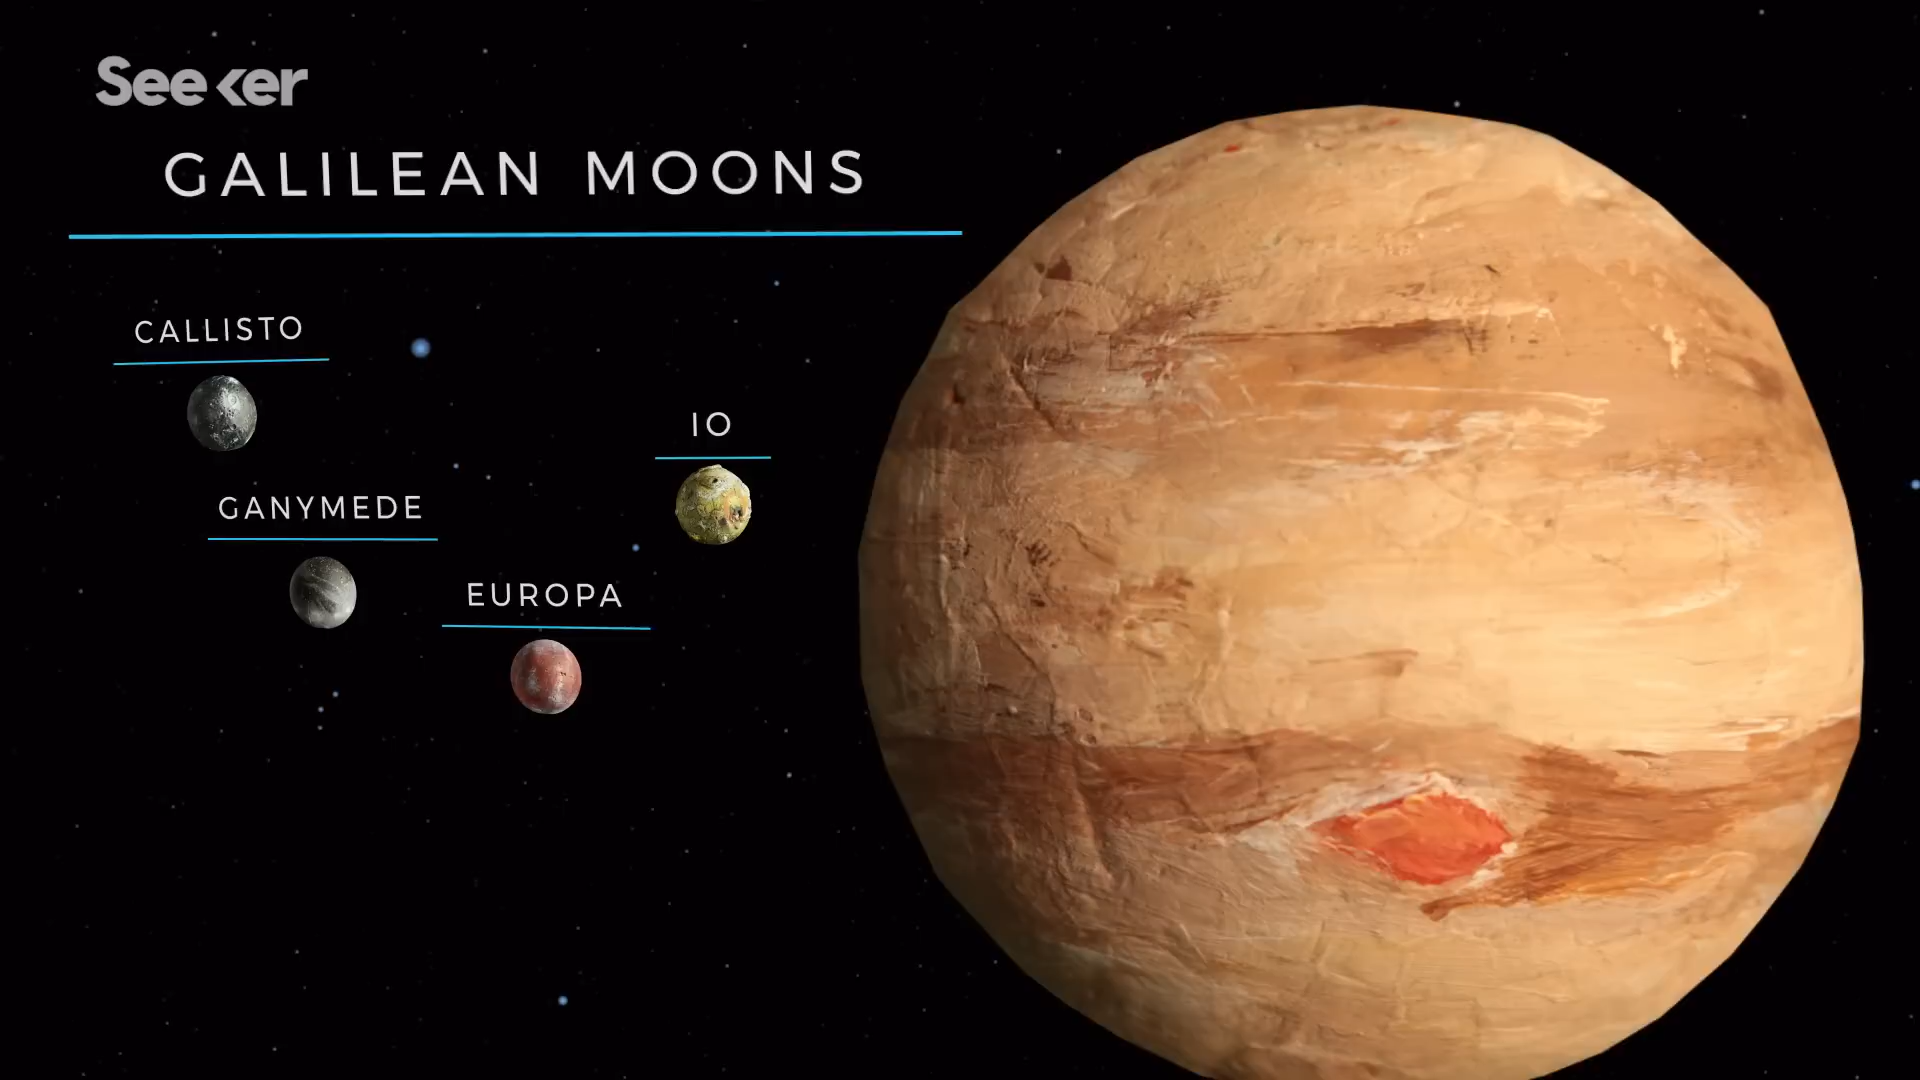 Seeker
GALILEAN MOONS
CALLISTO
IO
GANYMEDE
EUROPA